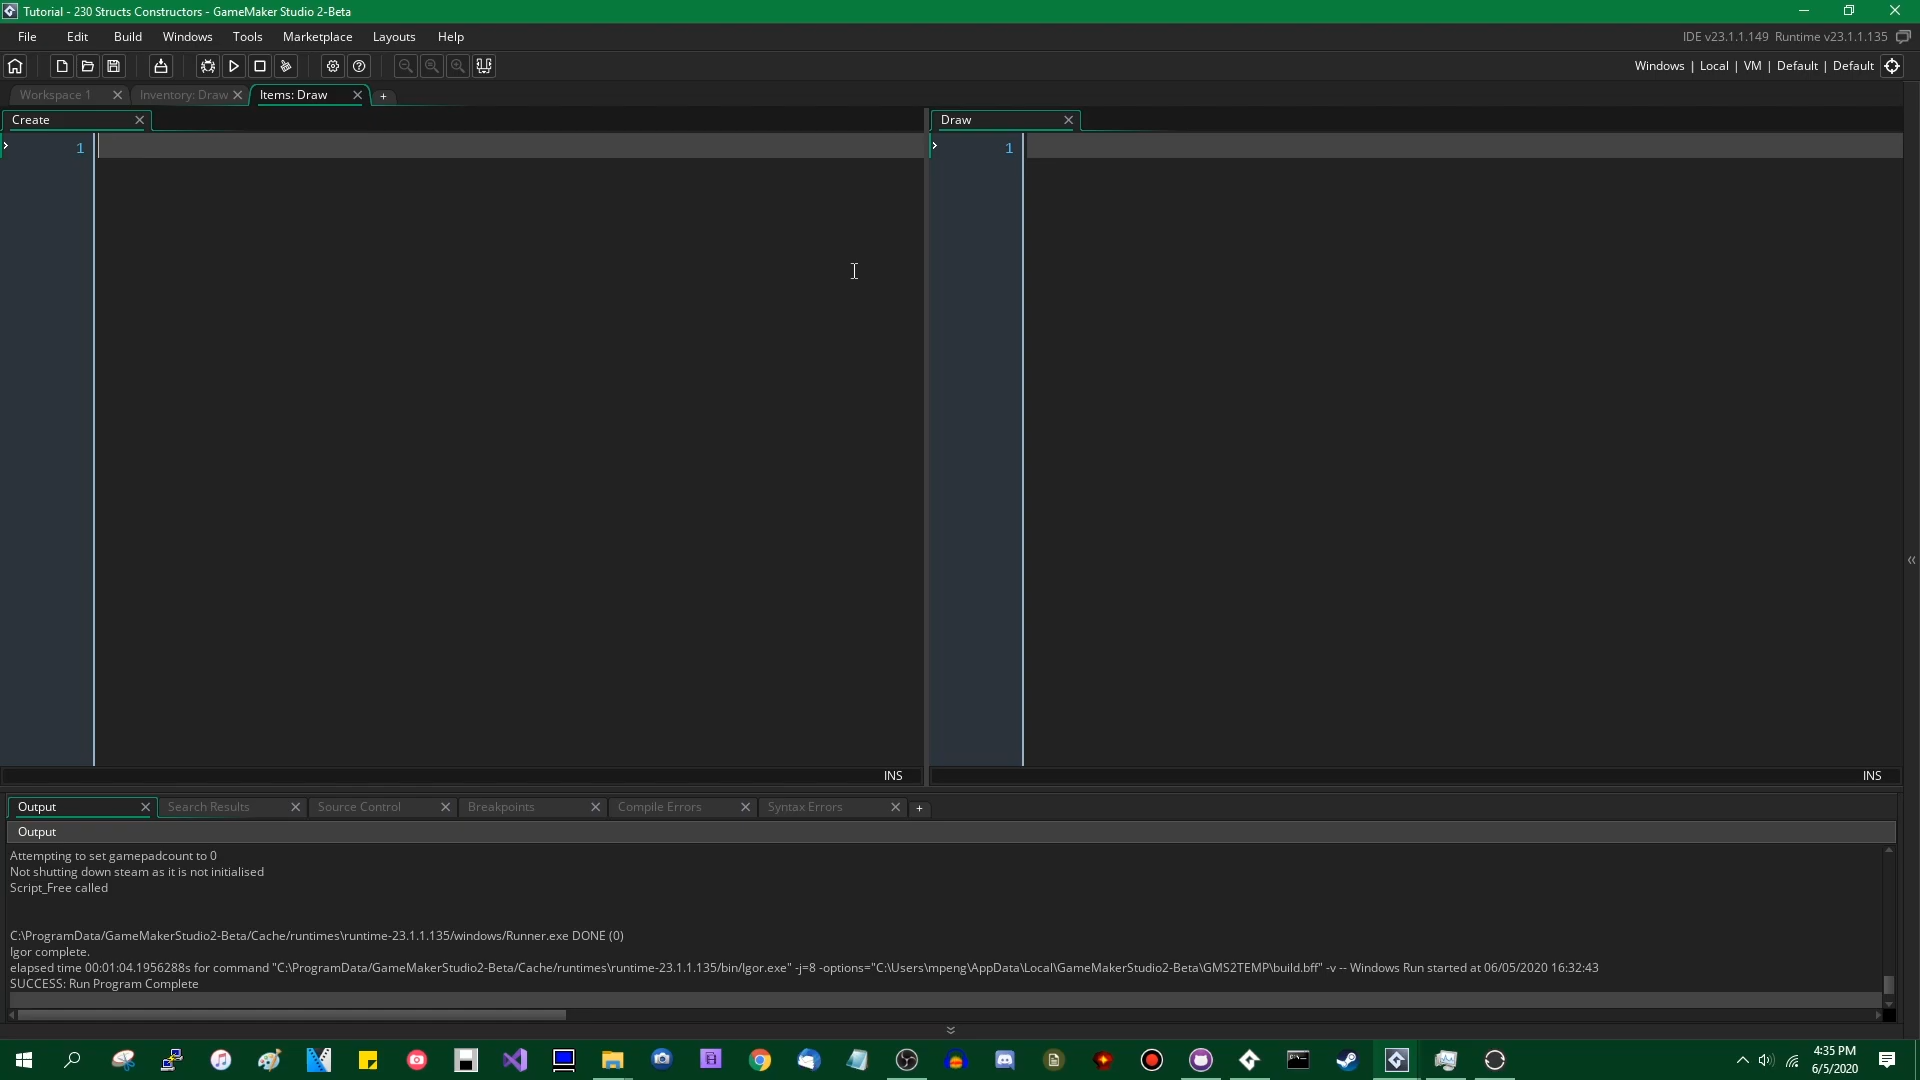 Tutorial - 230 Structs Constructors - GameMaker Studio 2-Beta
File Edit Build Windows Tools Marketplace Layouts Help
IDE v23.1.1.149 Runtime v23.1.1.135
Windows | Local | VM | Default | Default
Workspace 1 Inventory: Draw Items: Draw
Create
Draw
1
1
INS
INS
Output Search Results Source Control Breakpoints Compile Errors Syntax Errors
Output
Attempting to set gamepadcount to 0
Not shutting down steam as it is not initialised
Script_Free called
C:\ProgramData/GameMakerStudio2-Beta/Cache/runtimes\runtime-23.1.1.135/windows/Runner.exe DONE (0)
Igor complete.
elapsed time 00:01:04.1956288s for command "C:\ProgramData/GameMakerStudio2-Beta/Cache/runtimes\runtime-23.1.1.135/bin/Igor.exe" -j=8 -options="C:\Users\mpeng\AppData\Local\GameMakerStudio2-Beta\GMS2TEMP\build.bff" -v -- Windows Run started at 06/05/2020 16:32:43
SUCCESS: Run Program Complete
4:35 PM
6/5/2020